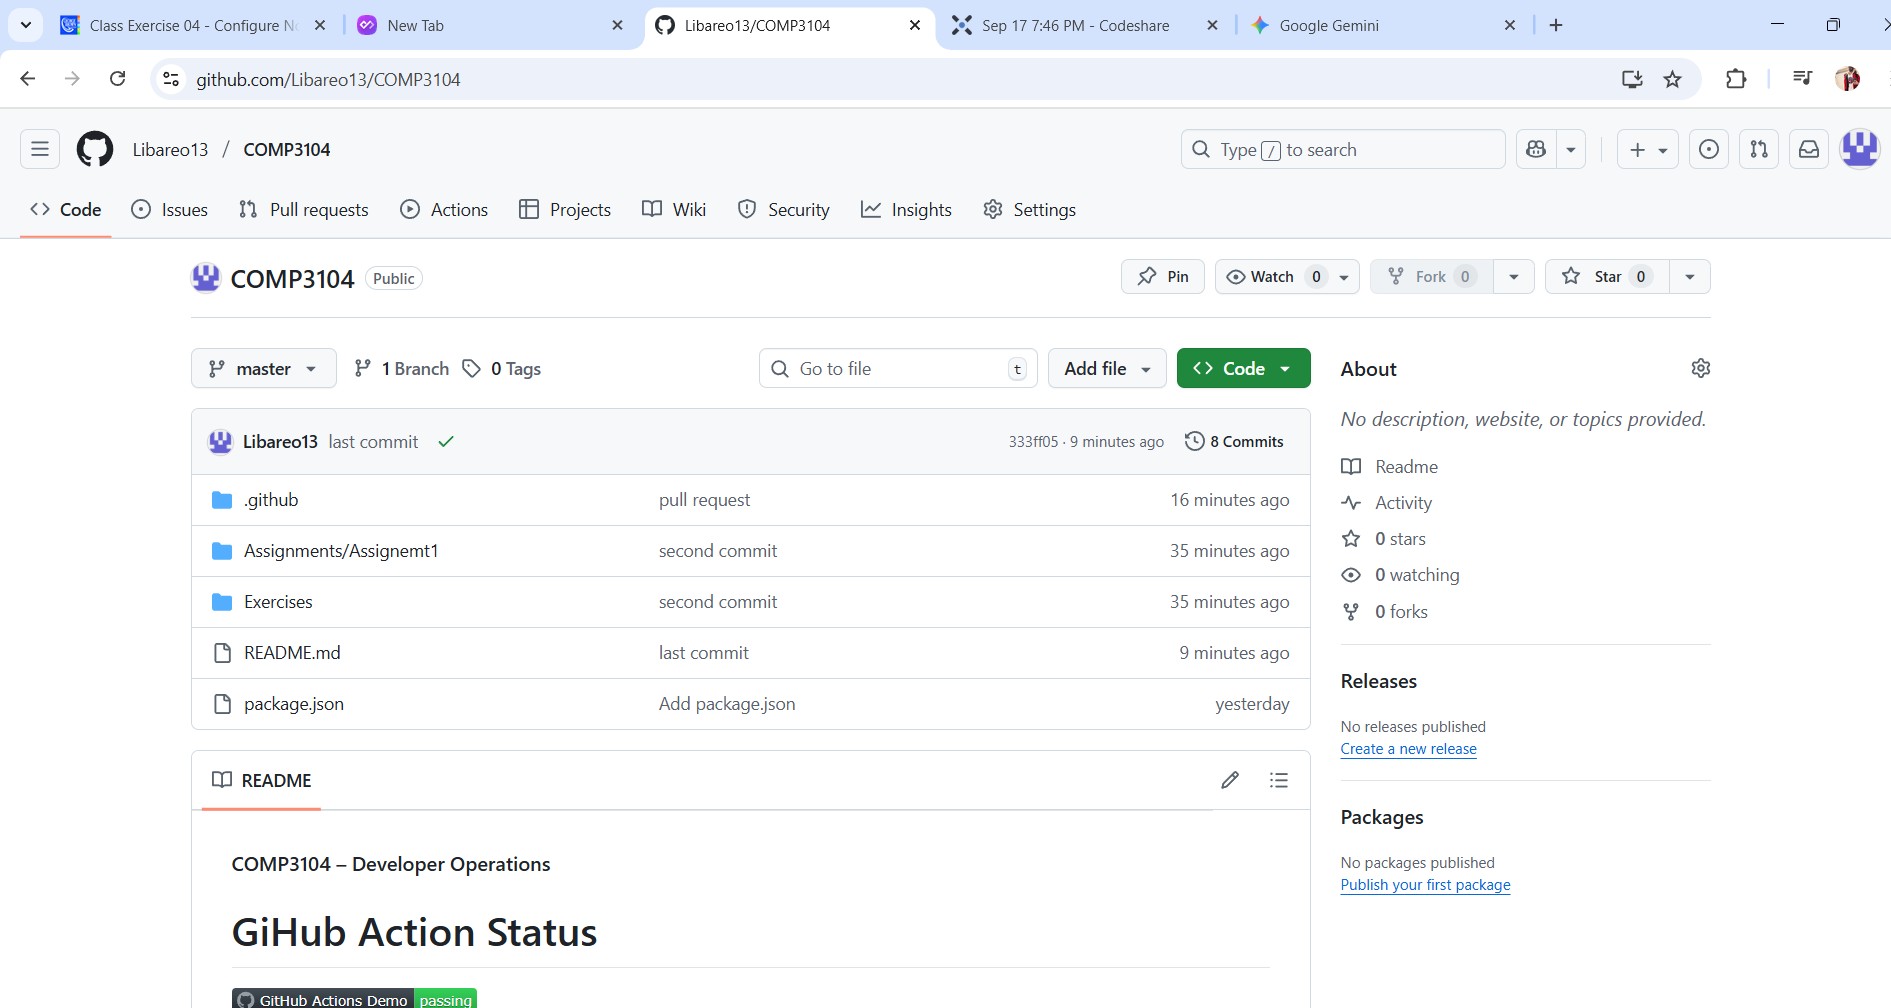 Class Exercise 04 - Configure No
New Tab
Libareo13/COMP3104
Sep 17 7:46 PM - Codeshare
Google Gemini
github.com/Libareo13/COMP3104
Libareo13 / COMP3104
Type / to search
Code
Issues
Pull requests
Actions
Projects
Wiki
Security
Insights
Settings
COMP3104 Public
Pin
Watch 0
Fork 0
Star 0
master
1 Branch
0 Tags
Go to file t
Add file
Code
Libareo13 last commit 333ff05 · 9 minutes ago 8 Commits
.github pull request 16 minutes ago
Assignments/Assignemt1 second commit 35 minutes ago
Exercises second commit 35 minutes ago
README.md last commit 9 minutes ago
package.json Add package.json yesterday
README
COMP3104 – Developer Operations
GiHub Action Status
GitHub Actions Demo passing
About
No description, website, or topics provided.
Readme
Activity
0 stars
0 watching
0 forks
Releases
No releases published
Create a new release
Packages
No packages published
Publish your first package